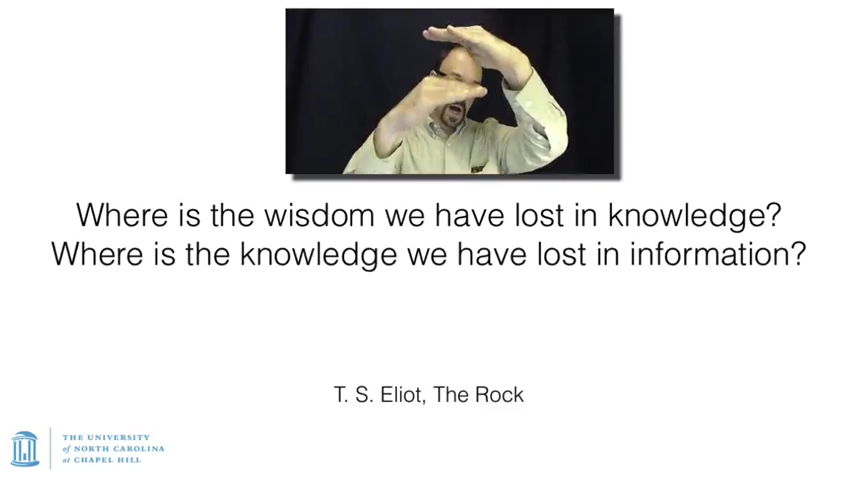 Where is the wisdom we have lost in knowledge?
Where is the knowledge we have lost in information?
T. S. Eliot, The Rock
THE UNIVERSITY
of NORTH CAROLINA
at CHAPEL HILL